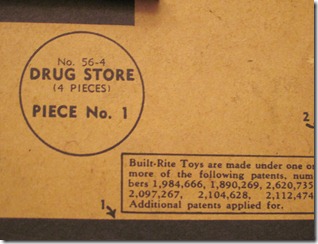 No. 56-4
DRUG STORE
(4 PIECES)
PIECE No. 1
2
Built-Rite Toys are made under one or
more of the following patents, num
bers 1,984,666, 1,890,269, 2,620,735
2,097,267, 2,104,628, 2,112,474
Additional patents applied for.
1